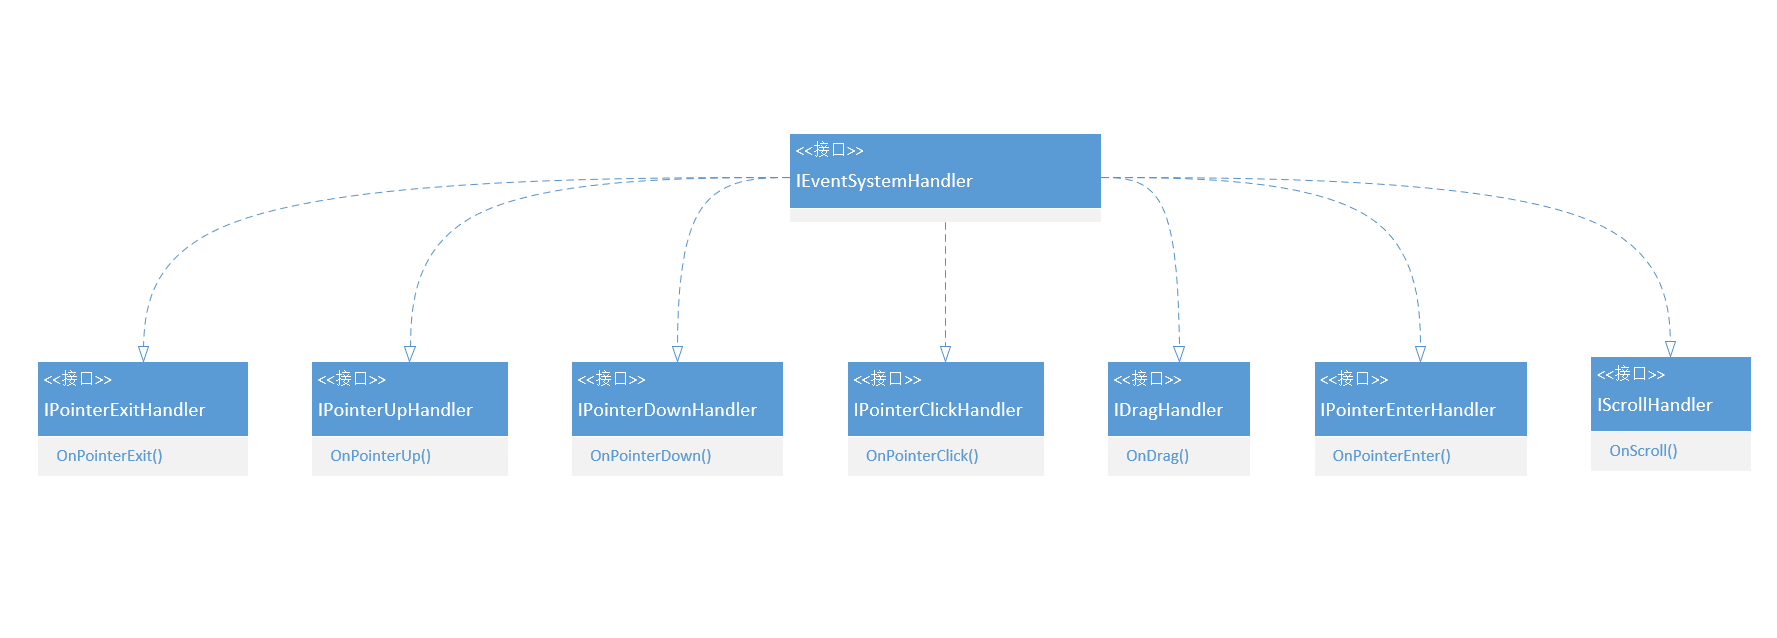 <<接口>>
IEventSystemHandler
<<接口>>
IPointerExitHandler
OnPointerExit()
<<接口>>
IPointerUpHandler
OnPointerUp()
<<接口>>
IPointerDownHandler
OnPointerDown()
<<接口>>
IPointerClickHandler
OnPointerClick()
<<接口>>
IDragHandler
OnDrag()
<<接口>>
IPointerEnterHandler
OnPointerEnter()
<<接口>>
IScrollHandler
OnScroll()